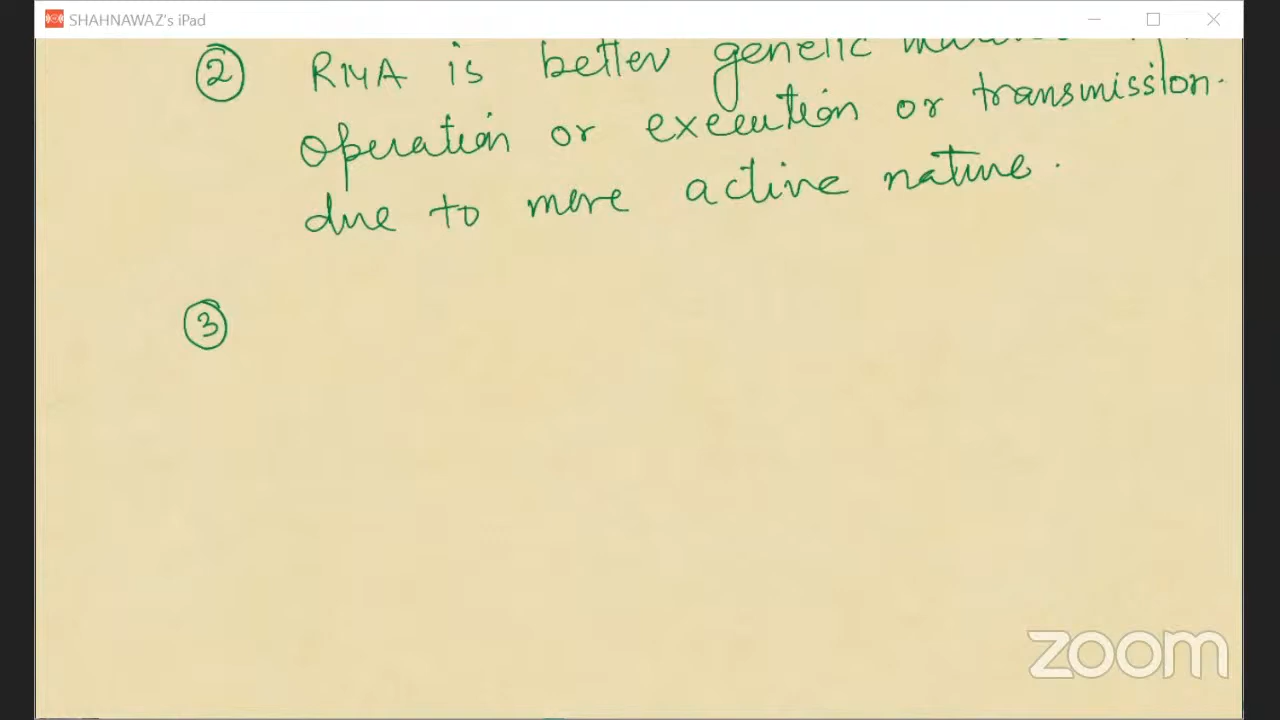 SHAHNAWAZ's iPad
② RNA is better genetic
operation or execution or transmission.
due to more active nature.
③
zoom